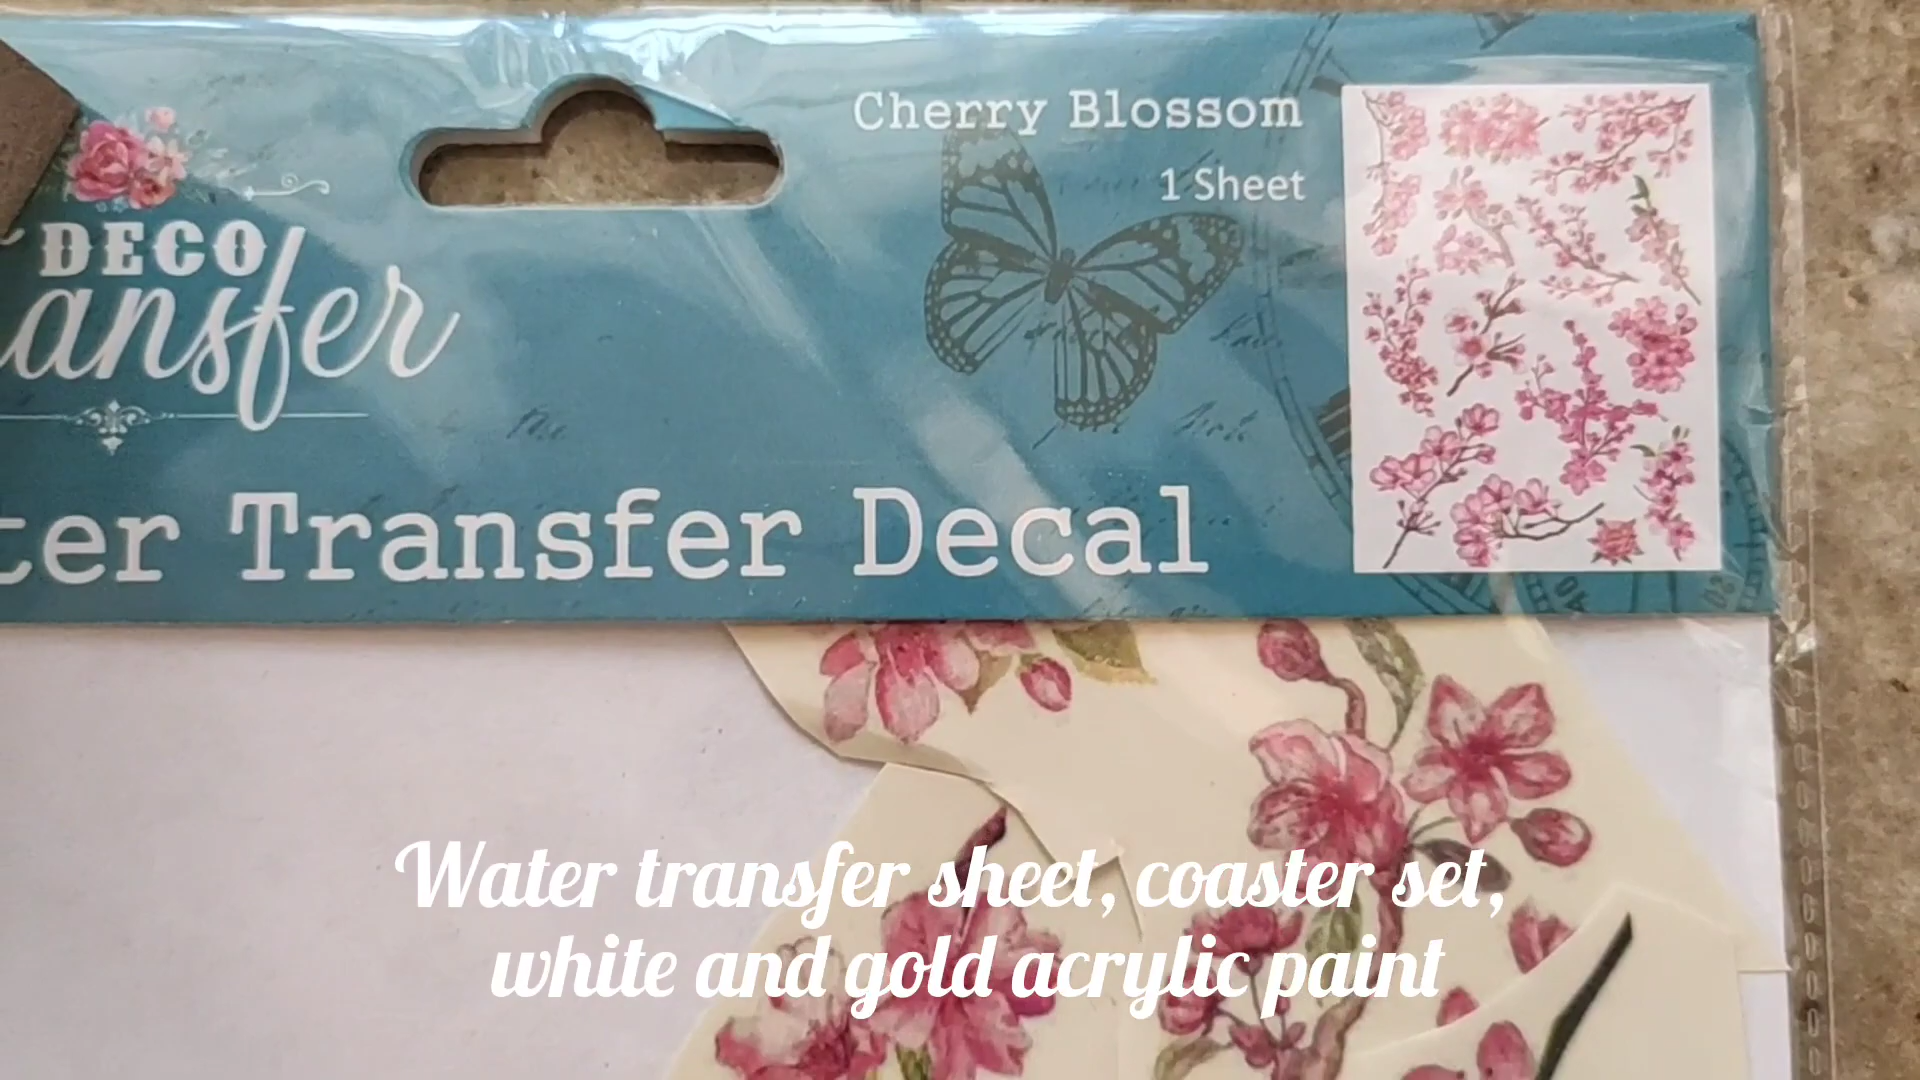 Cherry Blossom
1 Sheet
DECO
ansfer
ter Transfer Decal
Water transfer sheet, coaster set,
white and gold acrylic paint